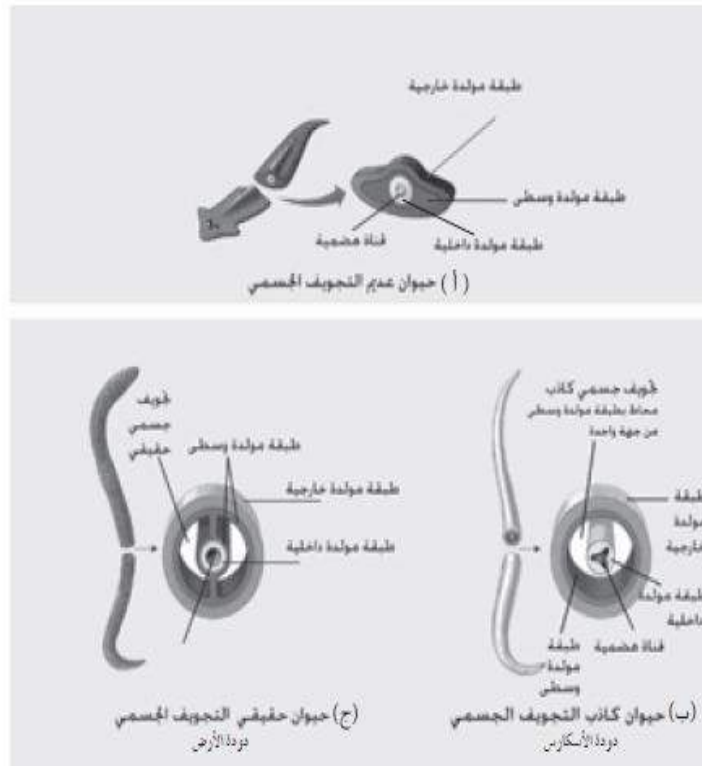 طبقة مولدة خارجية
طبقة مولدة وسطى
طبقة مولدة داخلية
قناة هضمية
(أ) حيوان عديم التجويف الجسمي
تجويف جسمي كاذب
محاط بطبقة مولدة وسطى
من جهة واحدة
طبقة
مولدة
خارجية
طبقة مولدة
داخلية
قناة هضمية
طبقة
مولدة
وسطى
(ب) حيوان كاذب التجويف الجسمي
دودة الأسكارس
تجويف
جسمي
حقيقي
طبقة مولدة وسطى
طبقة مولدة خارجية
طبقة مولدة داخلية
(ح) حيوان حقيقي التجويف الجسمي
دودة الأرض